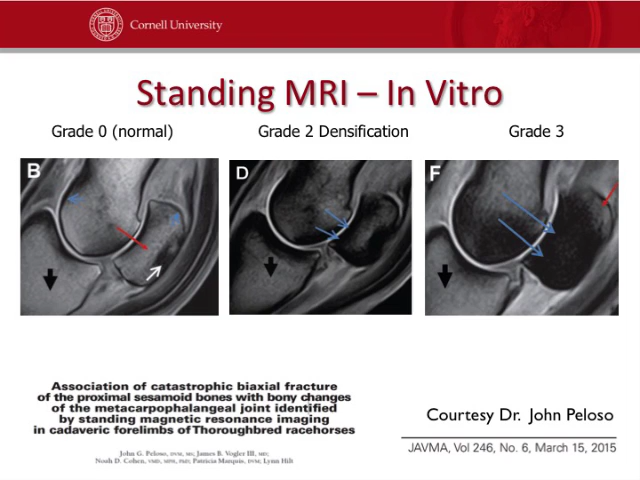 Cornell University
Standing MRI – In Vitro
Grade 0 (normal) Grade 2 Densification Grade 3
B D F
Association of catastrophic biaxial fracture
of the proximal sesamoid bones with bony changes
of the metacarpophalangeal joint identified
by standing magnetic resonance imaging
in cadaveric forelimbs of Thoroughbred racehorses
John G. Peloso, DVM, MS; James B. Vogler III, MD;
Noah D. Cohen, VMD, MPH, PhD; Patricia Marquis, DVM; Lynn Hilt
Courtesy Dr. John Peloso
JAVMA, Vol 246, No. 6, March 15, 2015